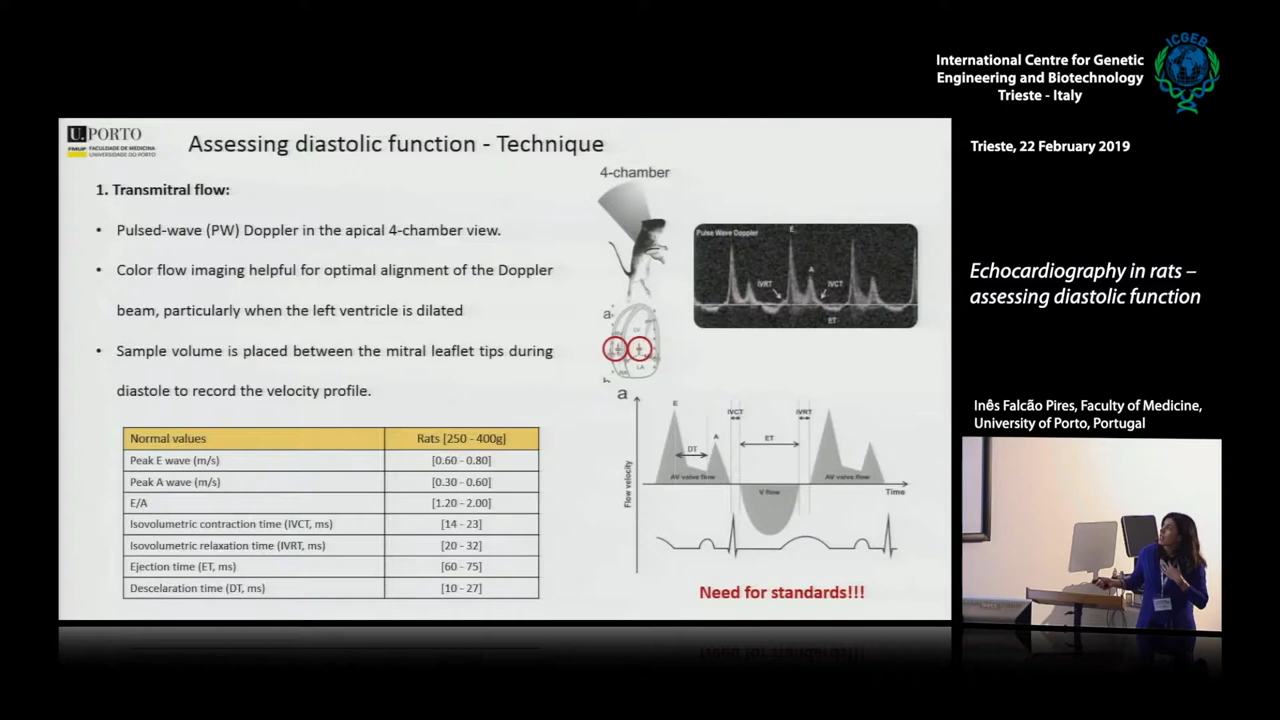 International Centre for Genetic
Engineering and Biotechnology
Trieste - Italy
ICGEB
Trieste, 22 February 2019
U. PORTO
FMUP FACULDADE DE MEDICINA
UNIVERSIDADE DO PORTO
Assessing diastolic function - Technique
1. Transmitral flow:
• Pulsed-wave (PW) Doppler in the apical 4-chamber view.
• Color flow imaging helpful for optimal alignment of the Doppler
beam, particularly when the left ventricle is dilated
• Sample volume is placed between the mitral leaflet tips during
diastole to record the velocity profile.
Normal values Rats [250 - 400g]
Peak E wave (m/s) [0.60 - 0.80]
Peak A wave (m/s) [0.30 - 0.60]
E/A [1.20 - 2.00]
Isovolumetric contraction time (IVCT, ms) [14 - 23]
Isovolumetric relaxation time (IVRT, ms) [20 - 32]
Ejection time (ET, ms) [60 - 75]
Descelaration time (DT, ms) [10 - 27]
4-chamber
a
LV
LA
b
Pulse Wave Doppler
E
A
IVRT
IVCT
ET
a
E
IVCT
IVRT
DT
A
ET
AV valve flow
V flow
AV valve flow
Time
Flow velocity
Need for standards!!!
Echocardiography in rats –
assessing diastolic function
Inês Falcão Pires, Faculty of Medicine,
University of Porto, Portugal